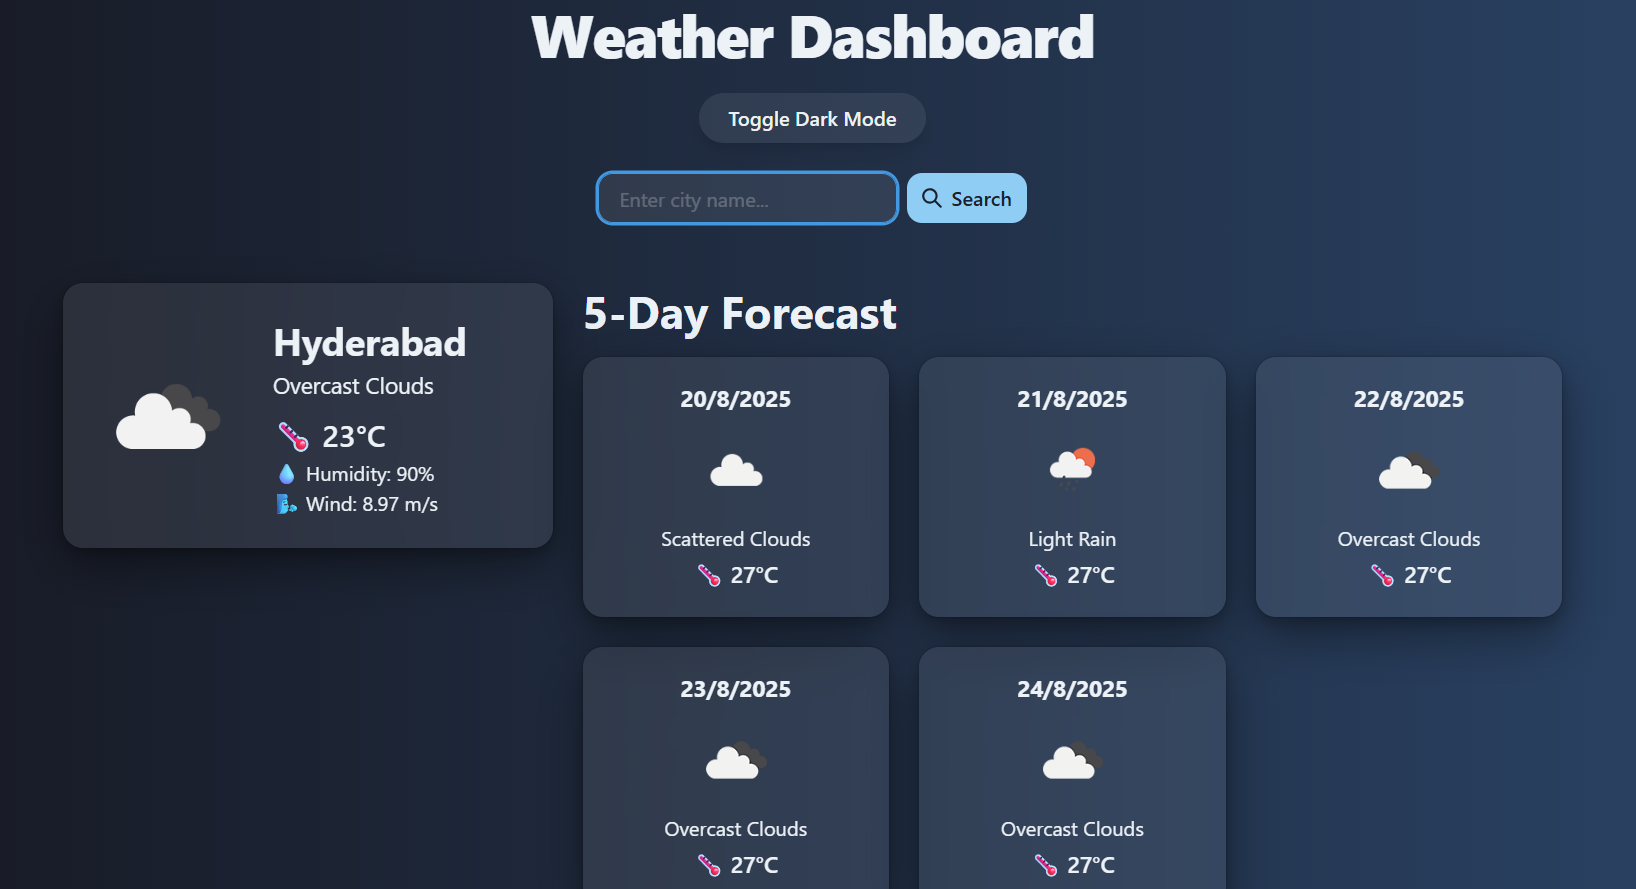 Weather Dashboard
Toggle Dark Mode
Enter city name...
Search
Hyderabad
Overcast Clouds
23°C
Humidity: 90%
Wind: 8.97 m/s
5-Day Forecast
20/8/2025
Scattered Clouds
27°C
21/8/2025
Light Rain
27°C
22/8/2025
Overcast Clouds
27°C
23/8/2025
Overcast Clouds
27°C
24/8/2025
Overcast Clouds
27°C